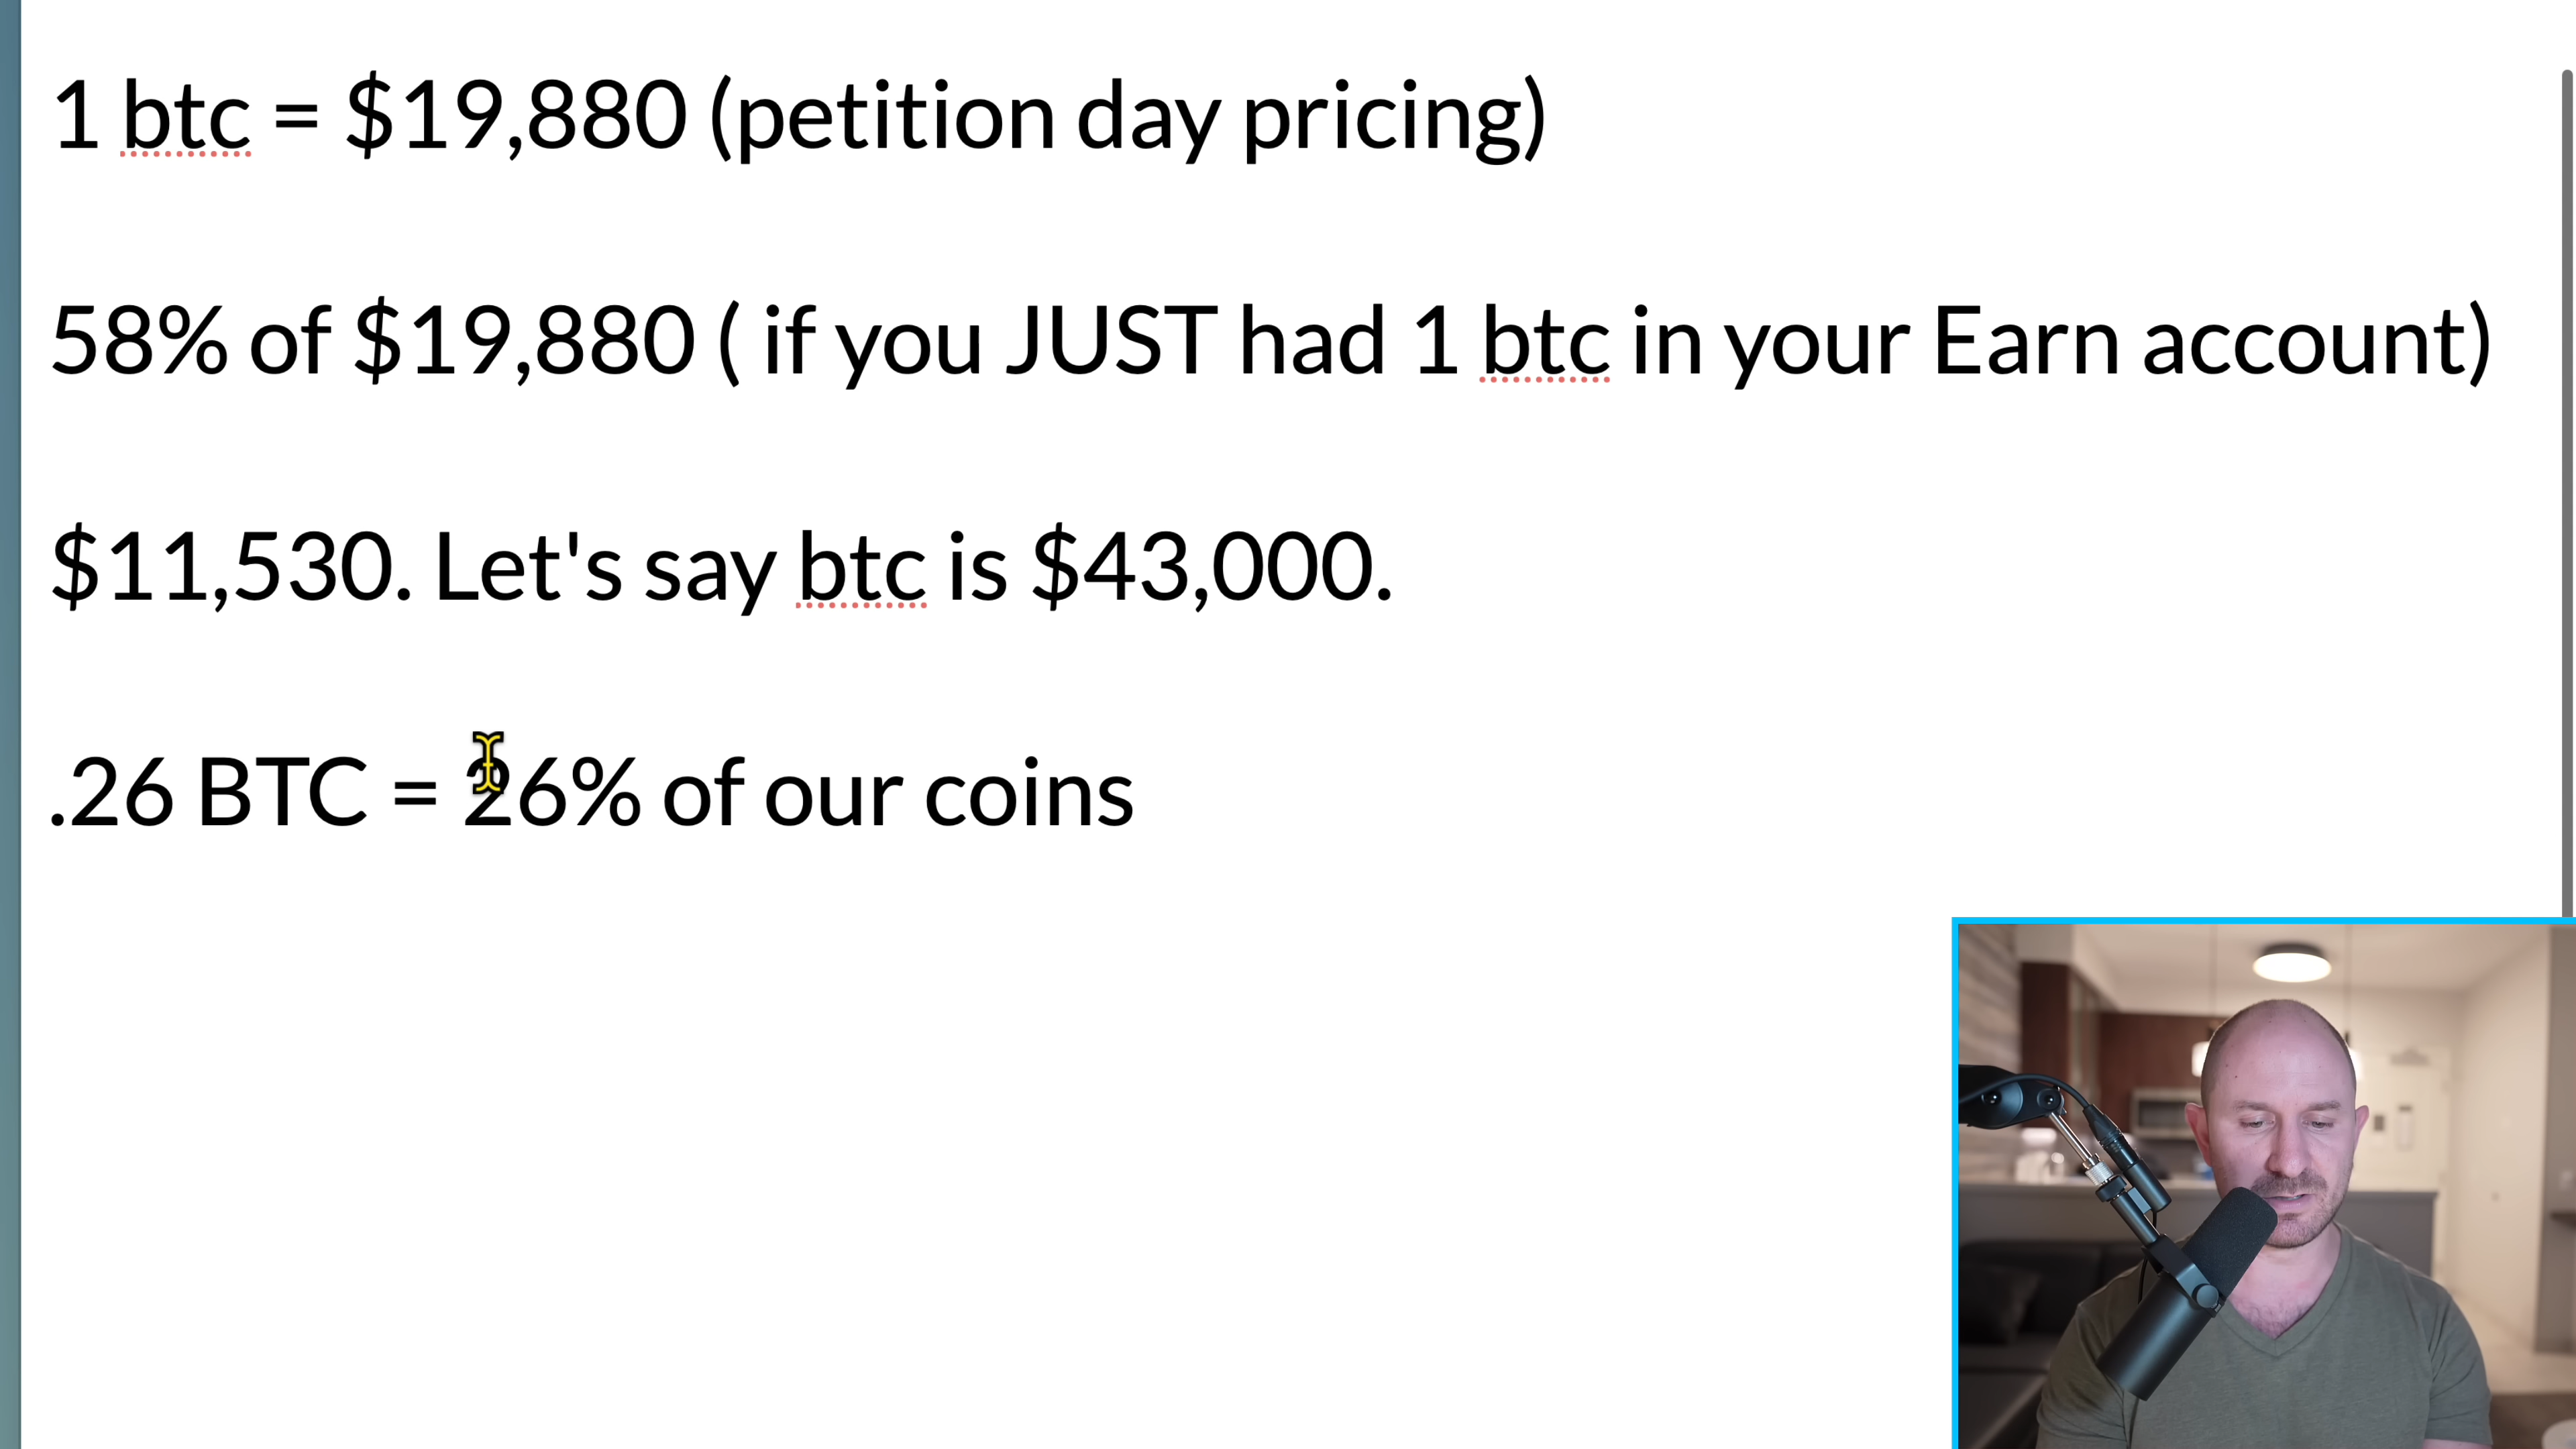 1 btc = $19,880 (petition day pricing)
58% of $19,880 ( if you JUST had 1 btc in your Earn account)
$11,530. Let's say btc is $43,000.
.26 BTC = 26% of our coins